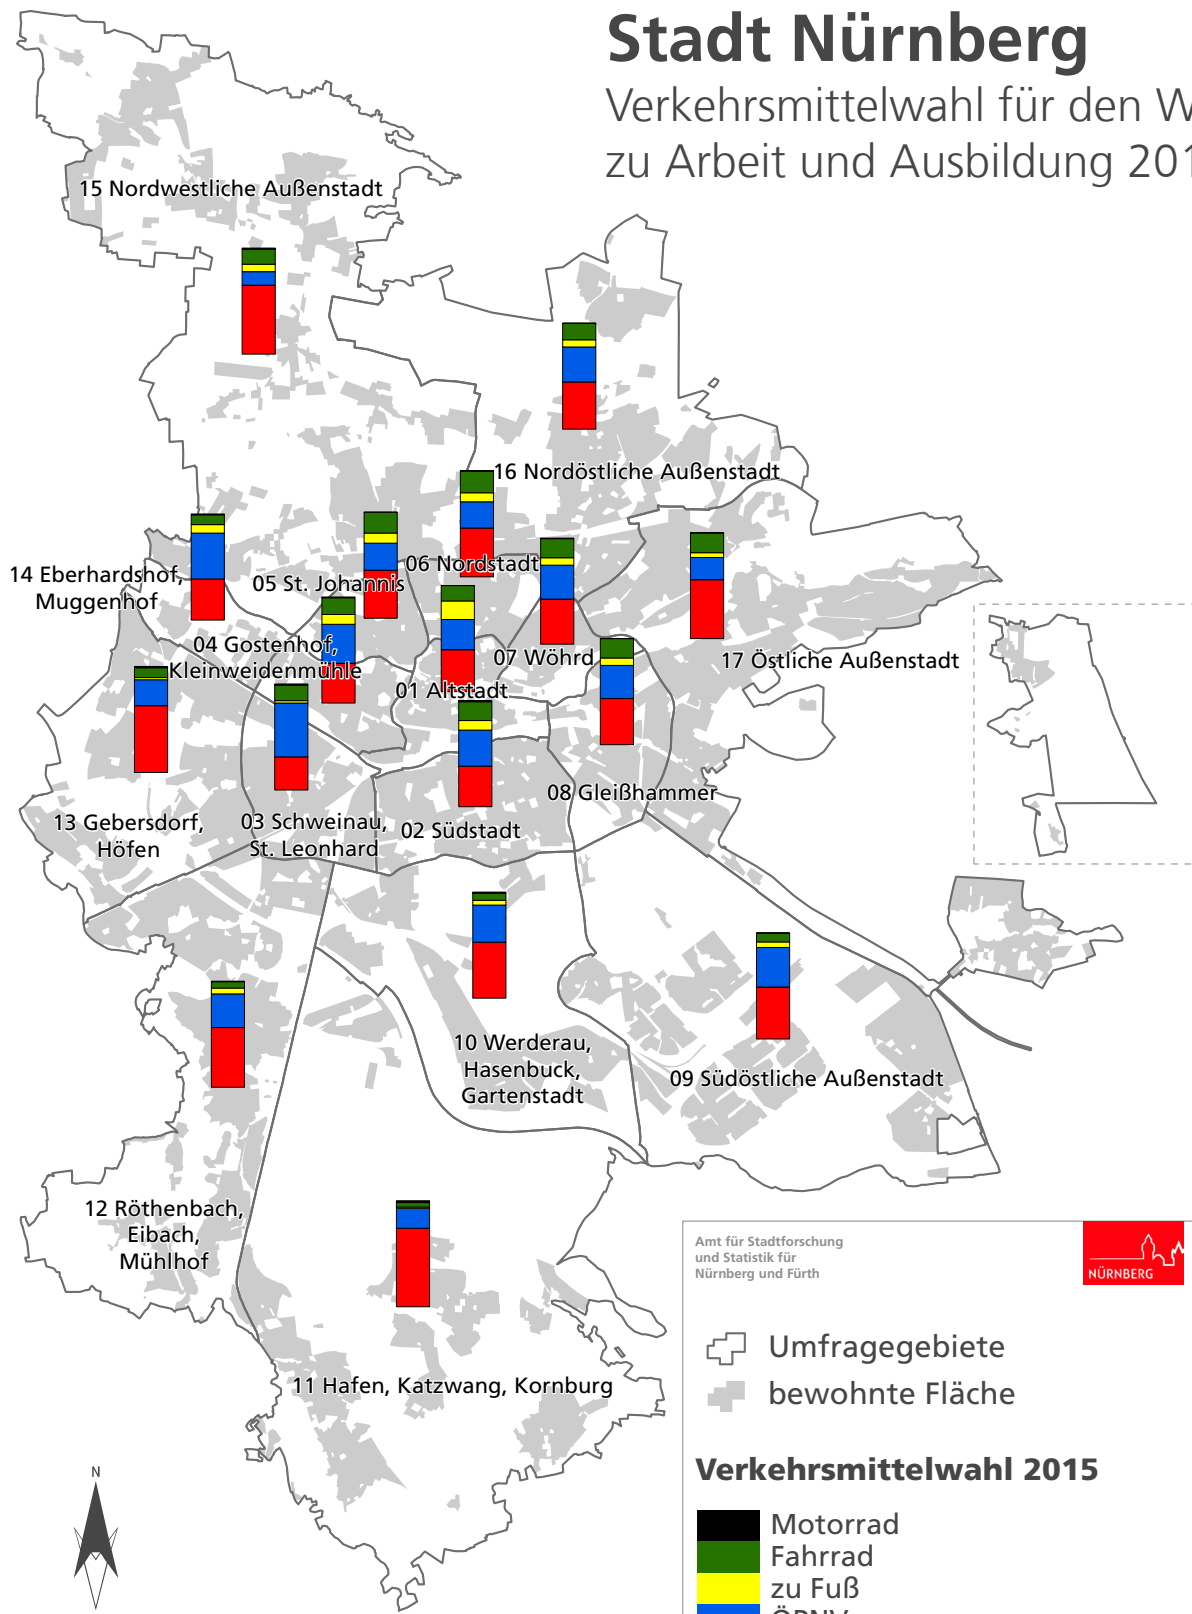 Stadt Nürnberg
Verkehrsmittelwahl für den
zu Arbeit und Ausbildung
15 Nordwestliche Außenstadt
16 Nordöstliche Außenstadt
14 Eberhardshof,
Muggenhof
05 St. Johannis
06 Nordstadt
04 Gostenhof,
Kleinweidenmühle
07 Wöhrd
17 Östliche Außenstadt
01 Altstadt
13 Gebersdorf,
Höfen
03 Schweinau,
St. Leonhard
02 Südstadt
08 Gleißhammer
10 Werderau,
Hasenbuck,
Gartenstadt
09 Südöstliche Außenstadt
12 Röthenbach,
Eibach,
Mühlhof
11 Hafen, Katzwang, Kornburg
N
Amt für Stadtforschung
und Statistik für
Nürnberg und Fürth
NÜRNBERG
Umfragegebiete
bewohnte Fläche
Verkehrsmittelwahl 2015
Motorrad
Fahrrad
zu Fuß
ÖPNV